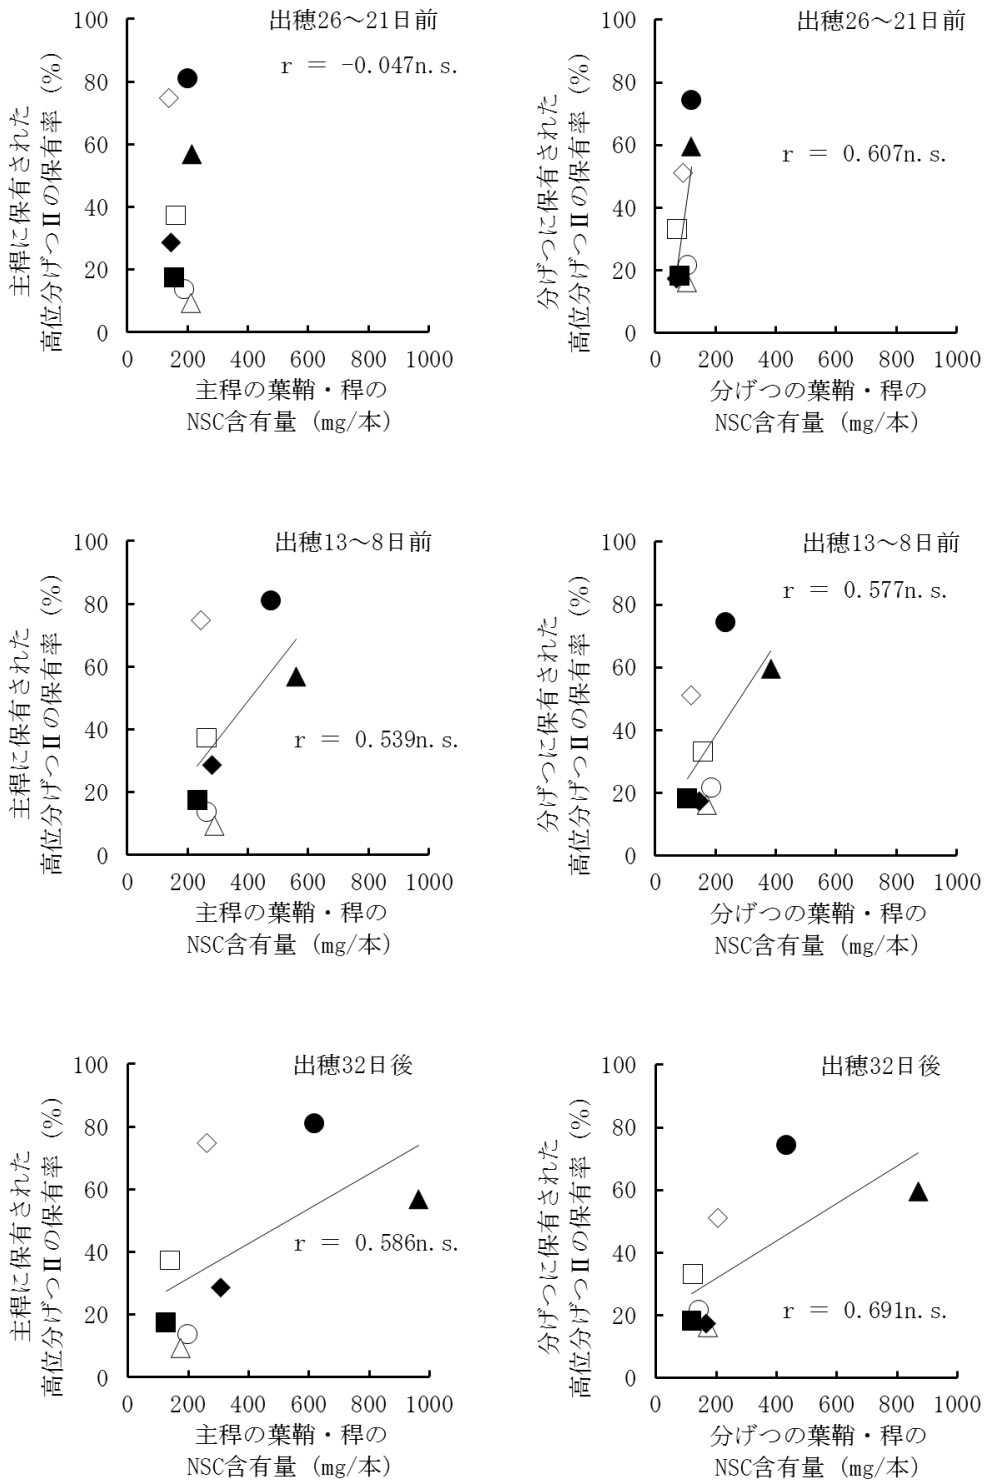 出穂26～21日前
r = -0.047n.s.
主稈に保有された
高位分げつⅡの保有率 (%)
100
80
60
40
20
0
0 200 400 600 800 1000
主稈の葉鞘・稈の
NSC含有量 (mg/本)
出穂26～21日前
r = 0.607n.s.
分げつに保有された
高位分げつⅡの保有率 (%)
100
80
60
40
20
0
0 200 400 600 800 1000
分げつの葉鞘・稈の
NSC含有量 (mg/本)
出穂13～8日前
r = 0.539n.s.
主稈に保有された
高位分げつⅡの保有率 (%)
100
80
60
40
20
0
0 200 400 600 800 1000
主稈の葉鞘・稈の
NSC含有量 (mg/本)
出穂13～8日前
r = 0.577n.s.
分げつに保有された
高位分げつⅡの保有率 (%)
100
80
60
40
20
0
0 200 400 600 800 1000
分げつの葉鞘・稈の
NSC含有量 (mg/本)
出穂32日後
r = 0.586n.s.
主稈に保有された
高位分げつⅡの保有率 (%)
100
80
60
40
20
0
0 200 400 600 800 1000
主稈の葉鞘・稈の
NSC含有量 (mg/本)
出穂32日後
r = 0.691n.s.
分げつに保有された
高位分げつⅡの保有率 (%)
100
80
60
40
20
0
0 200 400 600 800 1000
分げつの葉鞘・稈の
NSC含有量 (mg/本)